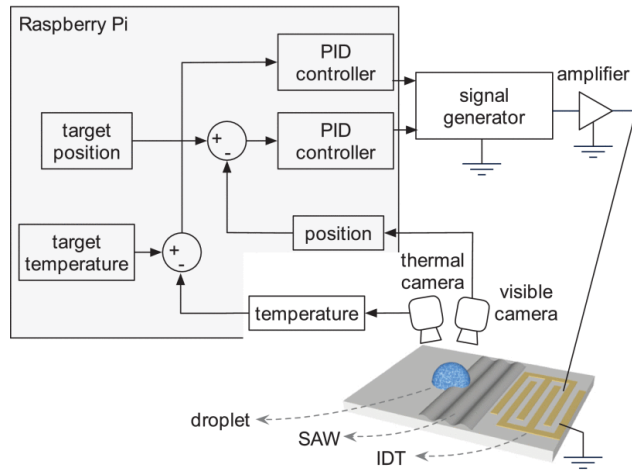 Raspberry Pi
PID
controller
amplifier
signal
generator
target
position
+
-
PID
controller
target
temperature
+
-
position
thermal
camera
visible
camera
temperature
droplet
SAW
IDT